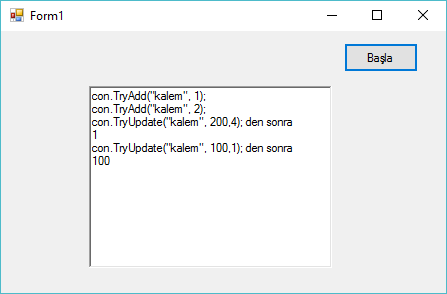 Form1
Başla
con.TryAdd("kalem", 1);
con.TryAdd("kalem", 2);
con.TryUpdate("kalem", 200,4); den sonra
1
con.TryUpdate("kalem", 100,1); den sonra
100